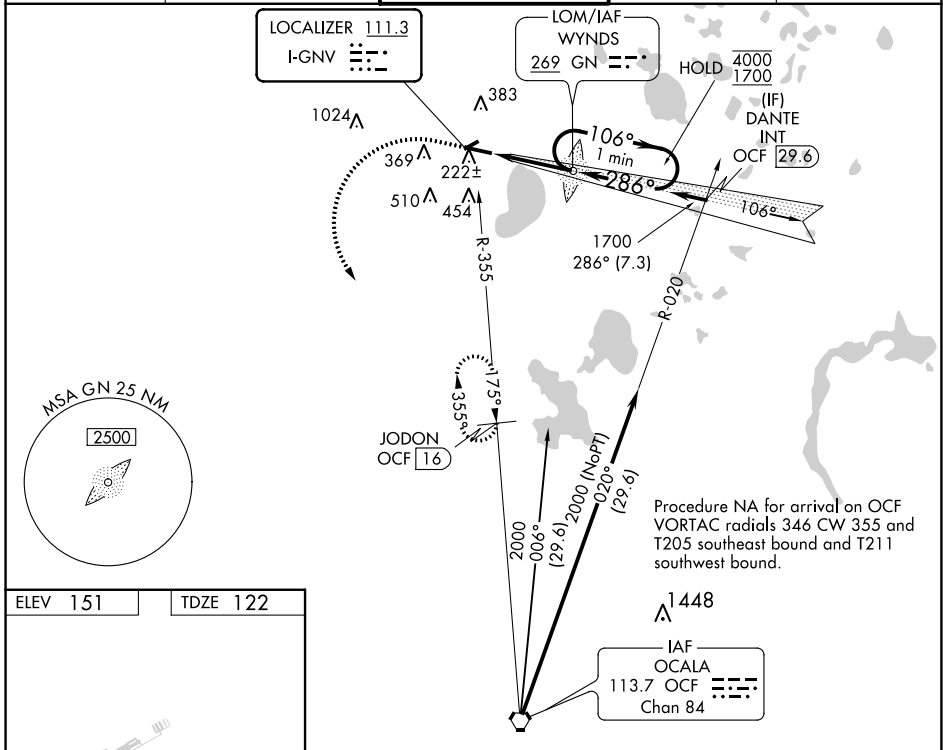 LOCALIZER 111.3
I-GNV
LOM/IAF
WYNDS
269 GN
HOLD 4000
1700
(IF)
DANTE
INT
OCF 29.6
1024
383
369
222±
510
454
106°
1 min
286°
106°
1700
286° (7.3)
R-355
R-020
MSA GN 25 NM
2500
175°
355°
JODON
OCF 16
2000
006°
(29.6)
2000 (NoPT)
020°
(29.6)
Procedure NA for arrival on OCF
VORTAC radials 346 CW 355 and
T205 southeast bound and T211
southwest bound.
1448
ELEV 151
TDZE 122
IAF
OCALA
113.7 OCF
Chan 84